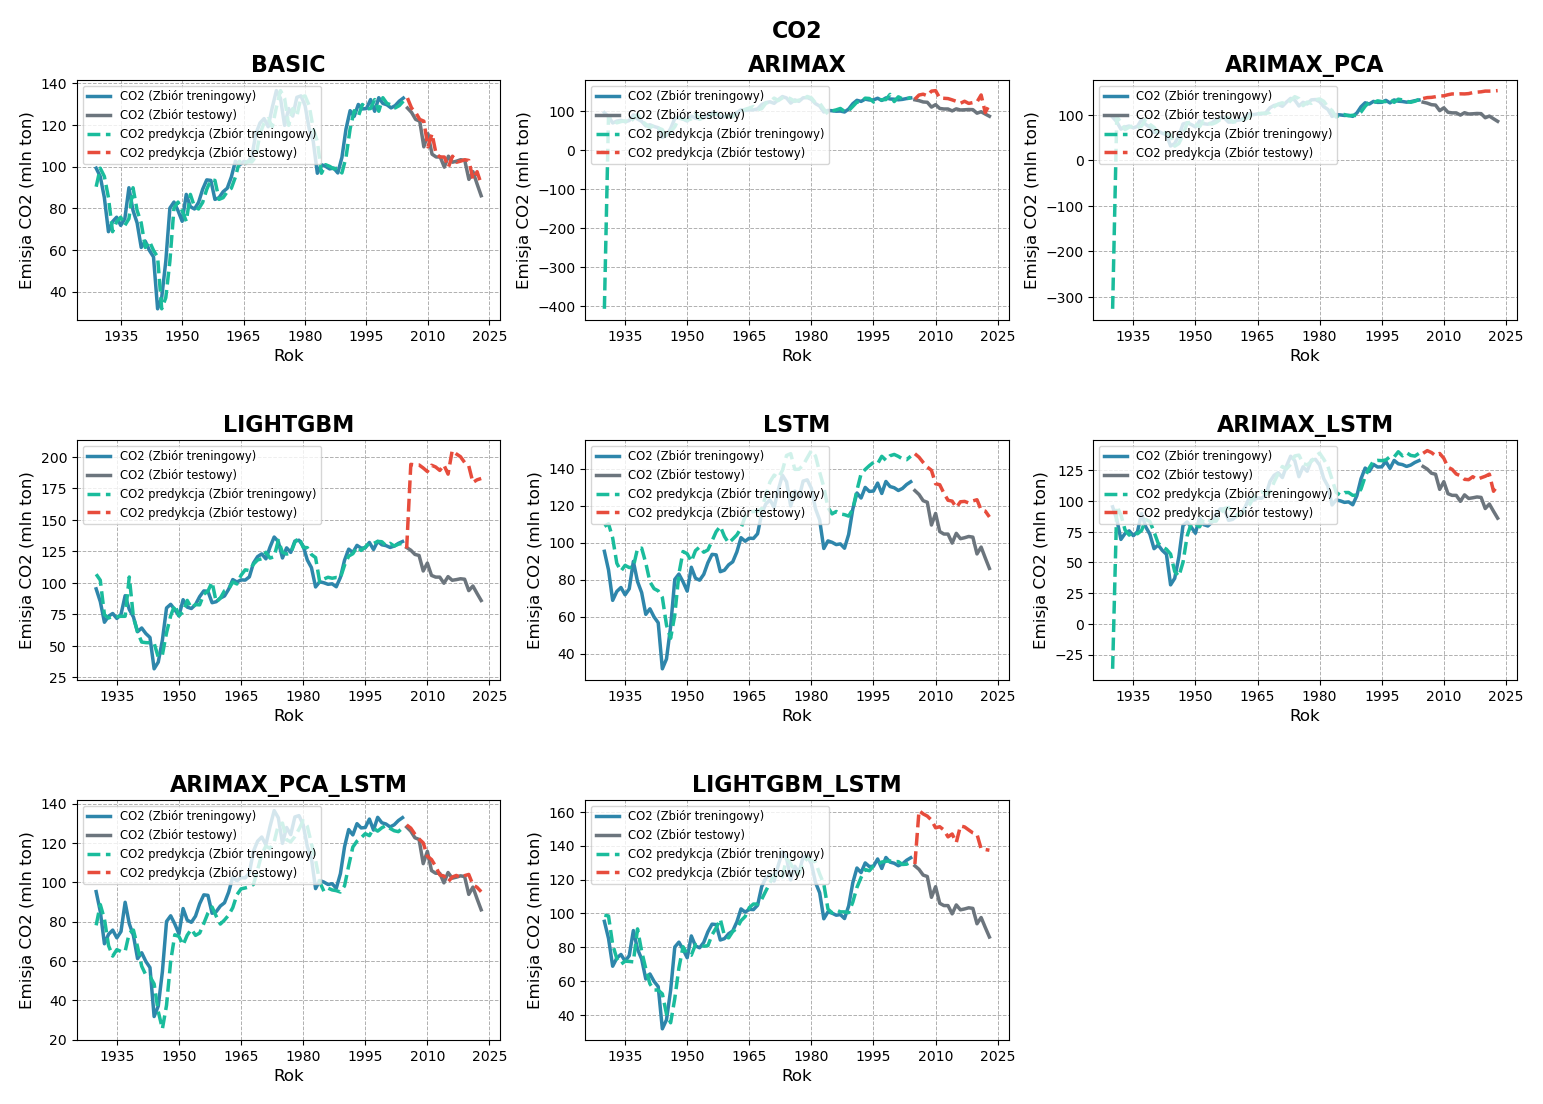 CO2
BASIC
CO2 (Zbiór treningowy)
CO2 (Zbiór testowy)
CO2 predykcja (Zbiór treningowy)
CO2 predykcja (Zbiór testowy)
Emisja CO2 (mln ton)
140
120
100
80
60
40
1935
1950
1965
1980
1995
2010
2025
Rok
ARIMAX
CO2 (Zbiór treningowy)
CO2 (Zbiór testowy)
CO2 predykcja (Zbiór treningowy)
CO2 predykcja (Zbiór testowy)
Emisja CO2 (mln ton)
100
0
−100
−200
−300
−400
1935
1950
1965
1980
1995
2010
2025
Rok
ARIMAX_PCA
CO2 (Zbiór treningowy)
CO2 (Zbiór testowy)
CO2 predykcja (Zbiór treningowy)
CO2 predykcja (Zbiór testowy)
Emisja CO2 (mln ton)
100
0
−100
−200
−300
1935
1950
1965
1980
1995
2010
2025
Rok
LIGHTGBM
CO2 (Zbiór treningowy)
CO2 (Zbiór testowy)
CO2 predykcja (Zbiór treningowy)
CO2 predykcja (Zbiór testowy)
Emisja CO2 (mln ton)
200
175
150
125
100
75
50
25
1935
1950
1965
1980
1995
2010
2025
Rok
LSTM
CO2 (Zbiór treningowy)
CO2 (Zbiór testowy)
CO2 predykcja (Zbiór treningowy)
CO2 predykcja (Zbiór testowy)
Emisja CO2 (mln ton)
140
120
100
80
60
40
1935
1950
1965
1980
1995
2010
2025
Rok
ARIMAX_LSTM
CO2 (Zbiór treningowy)
CO2 (Zbiór testowy)
CO2 predykcja (Zbiór treningowy)
CO2 predykcja (Zbiór testowy)
Emisja CO2 (mln ton)
125
100
75
50
25
0
−25
1935
1950
1965
1980
1995
2010
2025
Rok
ARIMAX_PCA_LSTM
CO2 (Zbiór treningowy)
CO2 (Zbiór testowy)
CO2 predykcja (Zbiór treningowy)
CO2 predykcja (Zbiór testowy)
Emisja CO2 (mln ton)
140
120
100
80
60
40
20
1935
1950
1965
1980
1995
2010
2025
Rok
LIGHTGBM_LSTM
CO2 (Zbiór treningowy)
CO2 (Zbiór testowy)
CO2 predykcja (Zbiór treningowy)
CO2 predykcja (Zbiór testowy)
Emisja CO2 (mln ton)
160
140
120
100
80
60
40
1935
1950
1965
1980
1995
2010
2025
Rok